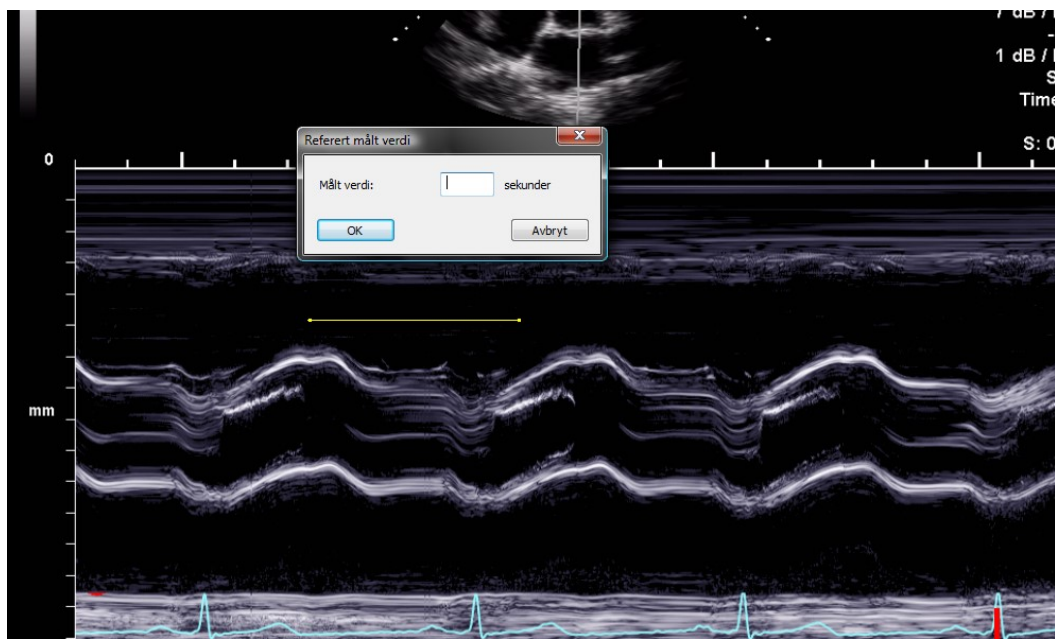 1 dB /
S
Time
S: 0
Referert målt verdi
0
Målt verdi:
sekunder
OK
Avbryt
mm